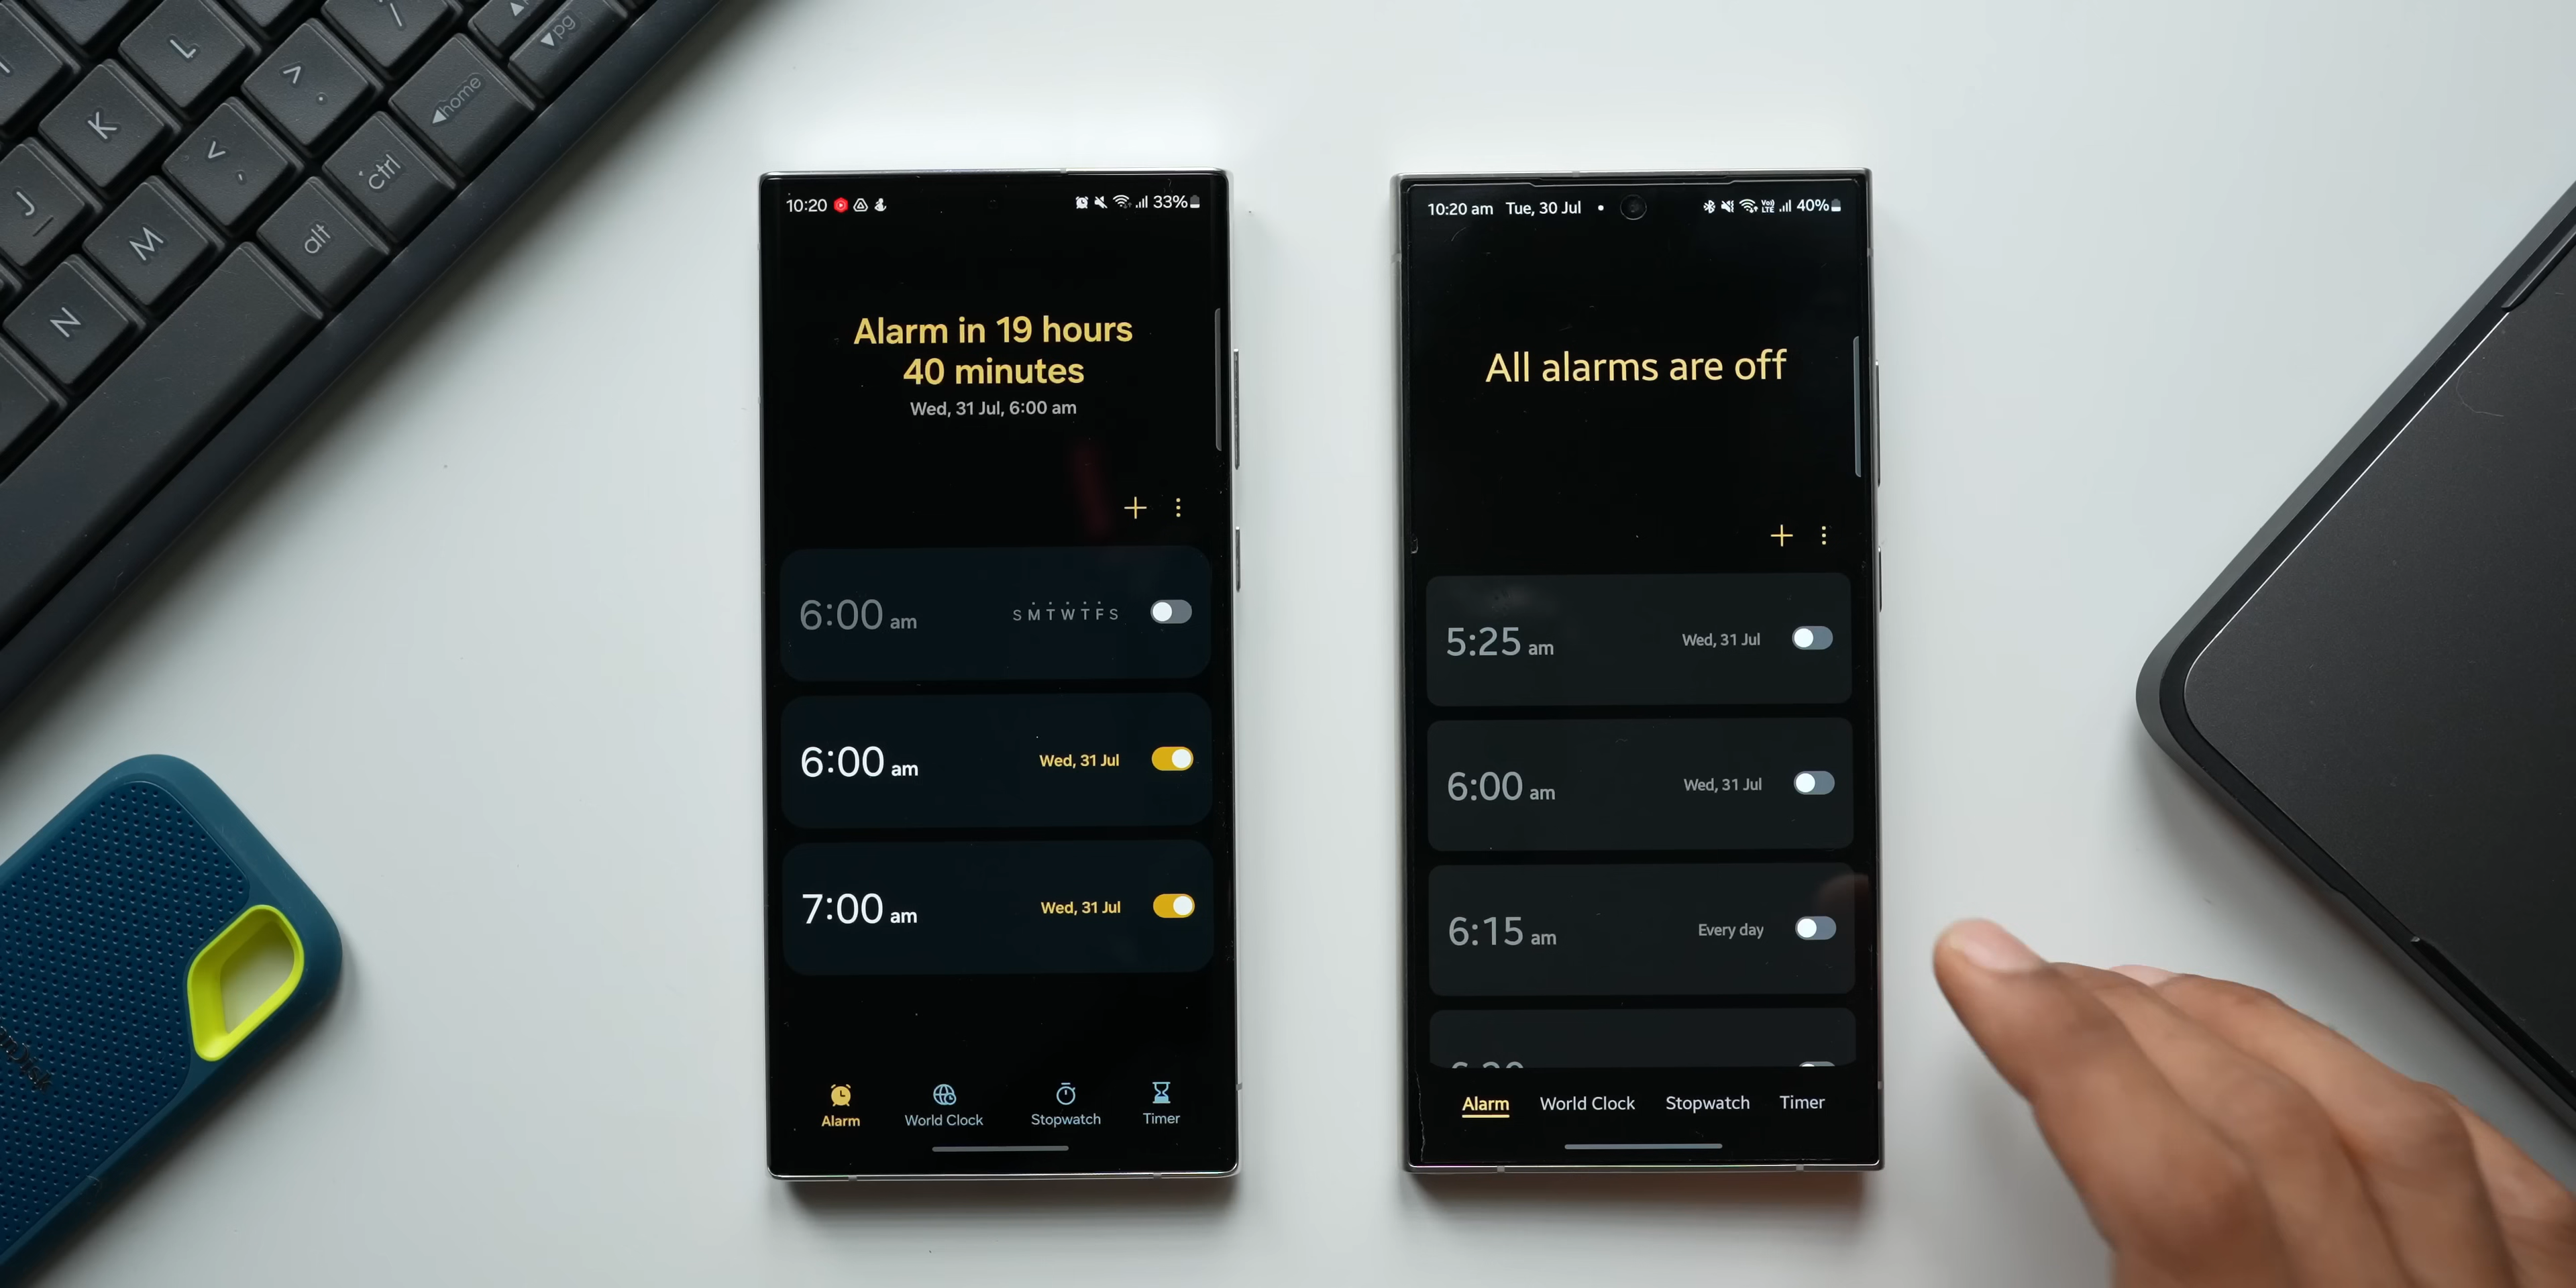 L
K
J
M
N
>
.
<
,
/
pg
home
ctrl
alt
10:20
33%
Alarm in 19 hours
40 minutes
Wed, 31 Jul, 6:00 am
6:00 am
S M T W T F S
6:00 am
Wed, 31 Jul
7:00 am
Wed, 31 Jul
Alarm
World Clock
Stopwatch
Timer
10:20 am Tue, 30 Jul
Vo)) LTE
40%
All alarms are off
5:25 am
Wed, 31 Jul
6:00 am
Wed, 31 Jul
6:15 am
Every day
Alarm
World Clock
Stopwatch
Timer